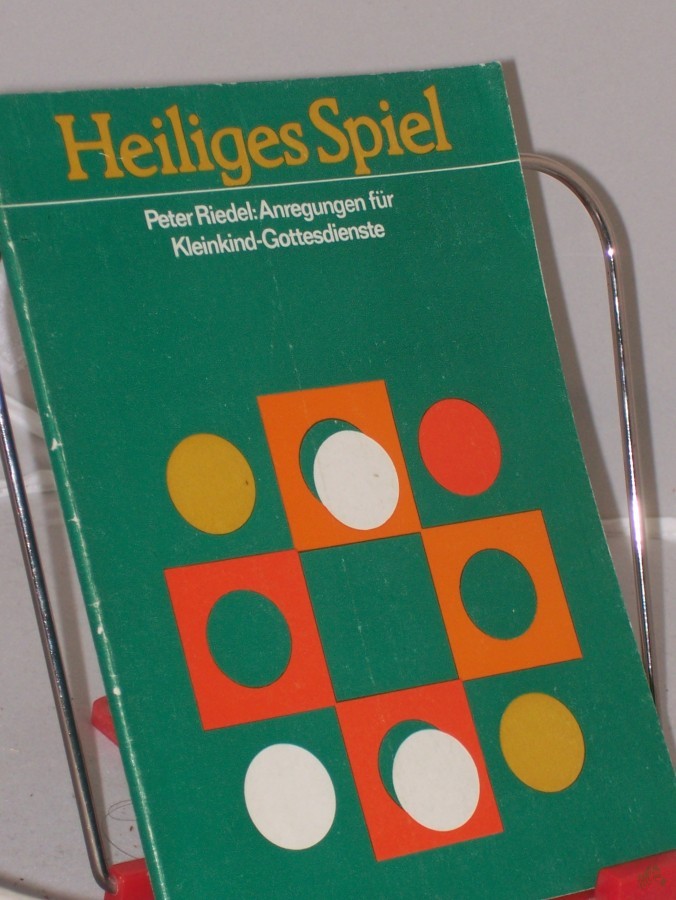 Heiliges Spiel
Peter Riedel: Anregungen für
Kleinkind-Gottesdienste